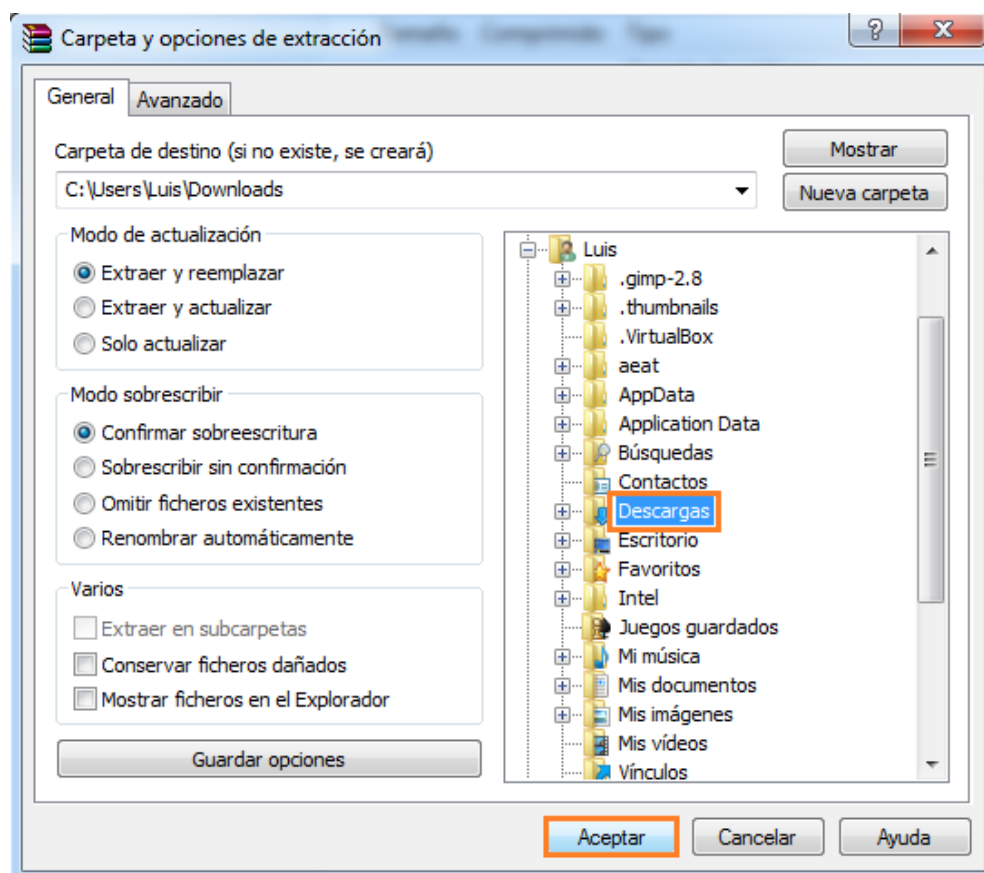 Carpeta y opciones de extracción
General
Avanzado
Carpeta de destino (si no existe, se creará)
Mostrar
C:\Users\Luis\Downloads
Nueva carpeta
Modo de actualización
Extraer y reemplazar
Extraer y actualizar
Solo actualizar
Modo sobrescribir
Confirmar sobreescritura
Sobrescribir sin confirmación
Omitir ficheros existentes
Renombrar automáticamente
Varios
Extraer en subcarpetas
Conservar ficheros dañados
Mostrar ficheros en el Explorador
Guardar opciones
Luis
.gimp-2.8
.thumbnails
.VirtualBox
aeat
AppData
Application Data
Búsquedas
Contactos
Descargas
Escritorio
Favoritos
Intel
Juegos guardados
Mi música
Mis documentos
Mis imágenes
Mis vídeos
Vínculos
Aceptar
Cancelar
Ayuda